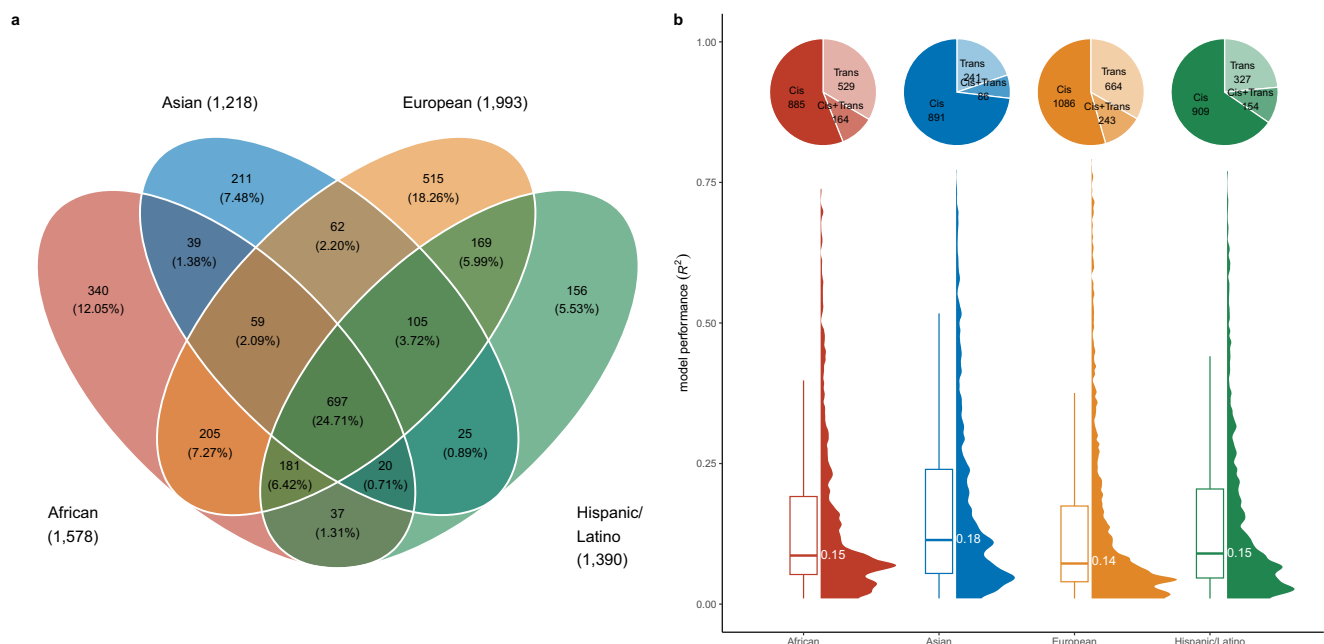 a
Asian (1,218)
European (1,993)
211
(7.48%)
515
(18.26%)
39
(1.38%)
62
(2.20%)
169
(5.99%)
340
(12.05%)
156
(5.53%)
59
(2.09%)
105
(3.72%)
697
(24.71%)
205
(7.27%)
25
(0.89%)
181
(6.42%)
20
(0.71%)
37
(1.31%)
African
(1,578)
Hispanic/
Latino
(1,390)
b
model performance (R²)
1.00
0.75
0.50
0.25
0.00
Trans
529
Cis
885
Cis+Trans
164
Trans
241
Cis+Trans
86
Cis
891
Trans
664
Cis
1086
Cis+Trans
243
Trans
327
Cis+Trans
154
Cis
909
0.15
0.18
0.14
0.15
African
Asian
European
Hispanic/Latino